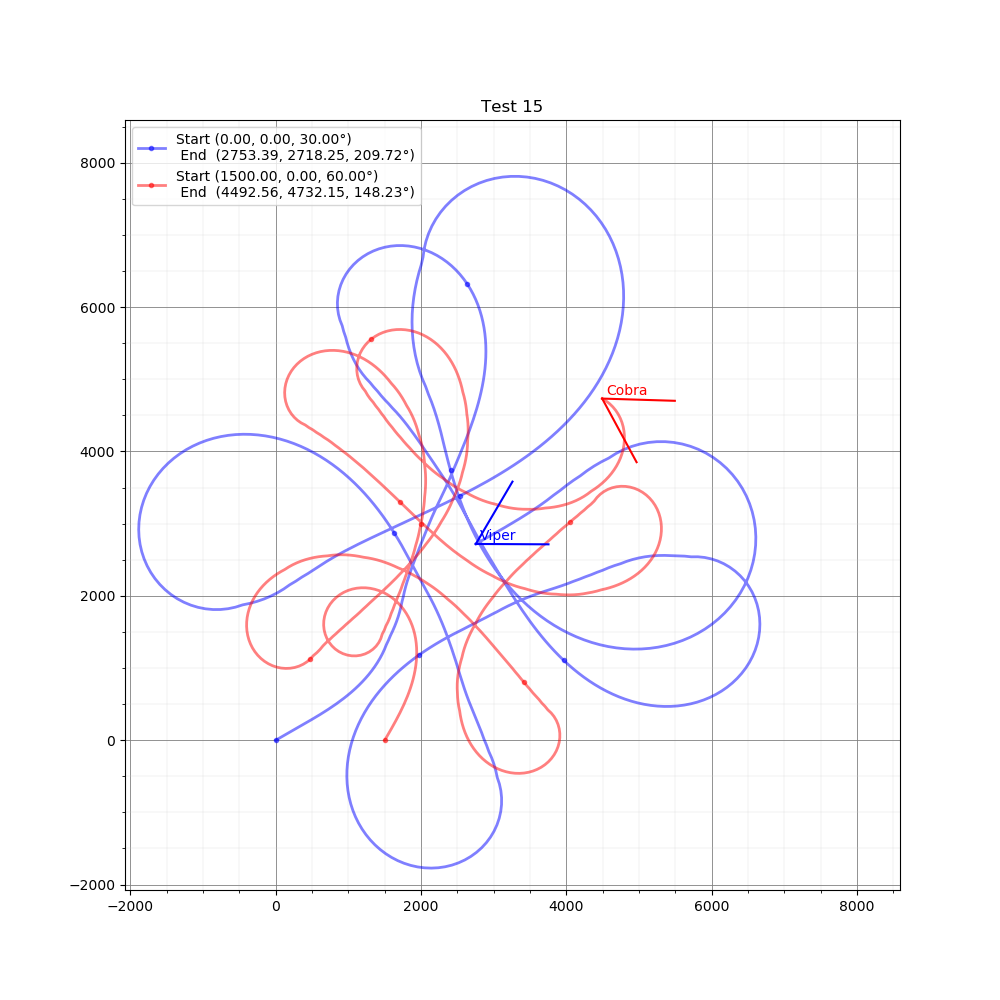 Test 15
Start (0.00, 0.00, 30.00°)
End (2753.39, 2718.25, 209.72°)
Start (1500.00, 0.00, 60.00°)
End (4492.56, 4732.15, 148.23°)
8000
6000
4000
2000
0
−2000
Cobra
Viper
−2000
0
2000
4000
6000
8000